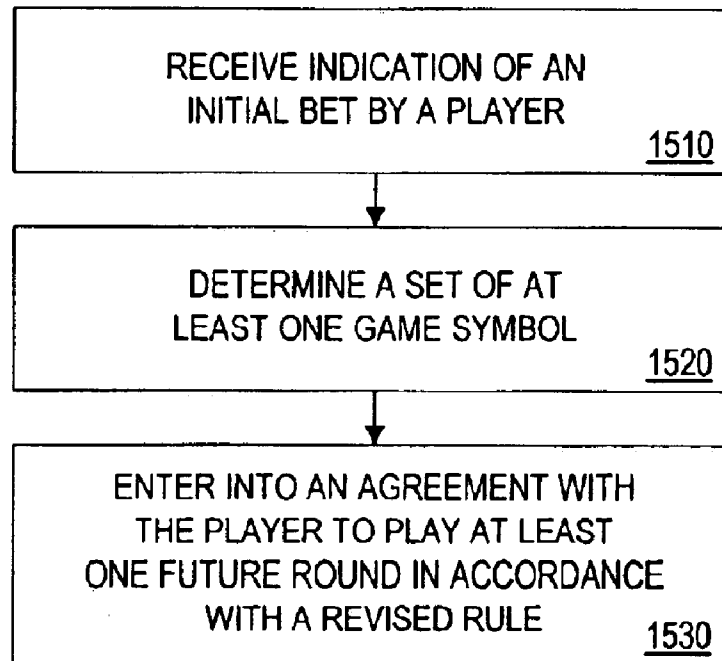 RECEIVE INDICATION OF AN
INITIAL BET BY A PLAYER
1510
DETERMINE A SET OF AT
LEAST ONE GAME SYMBOL
1520
ENTER INTO AN AGREEMENT WITH
THE PLAYER TO PLAY AT LEAST
ONE FUTURE ROUND IN ACCORDANCE
WITH A REVISED RULE
1530